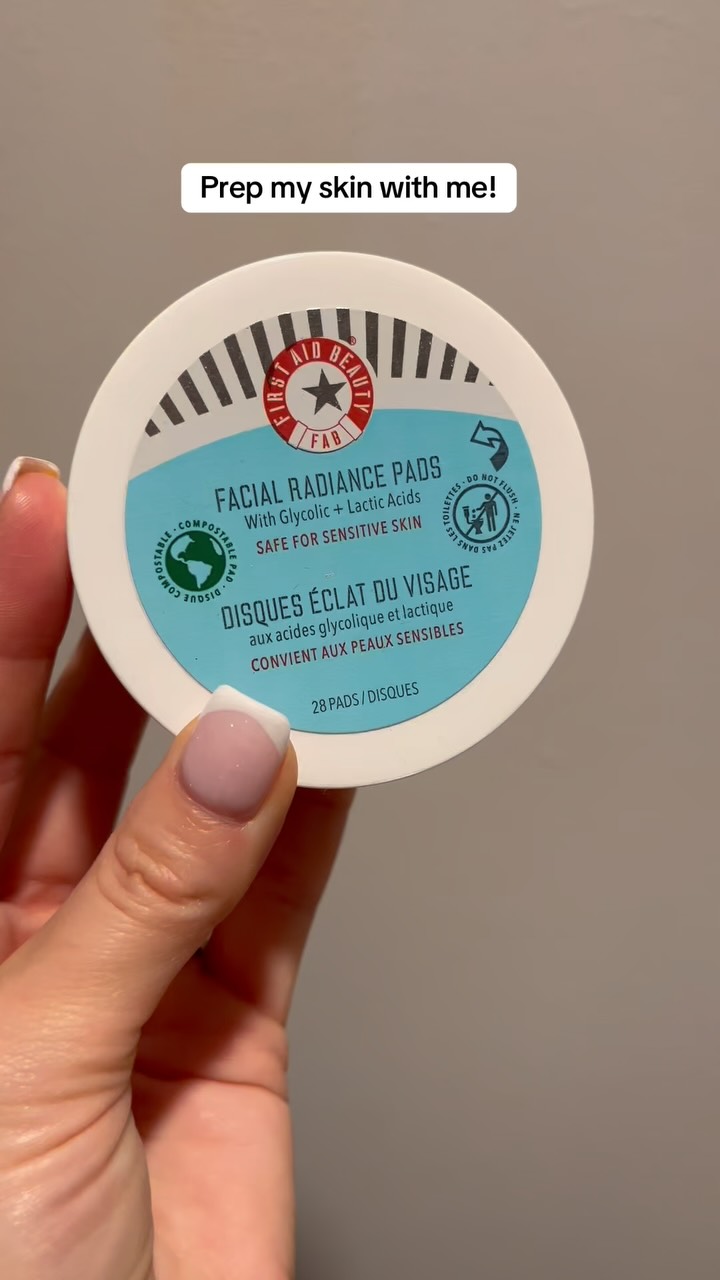 Prep my skin with me!
FIRST AID BEAUTY®
FAB
FACIAL RADIANCE PADS
With Glycolic + Lactic Acids
SAFE FOR SENSITIVE SKIN
· DO NOT FLUSH · NE JETEZ PAS DANS LES TOILETTES
· COMPOSTABLE PAD · DISQUE COMPOSTABLE
DISQUES ÉCLAT DU VISAGE
aux acides glycolique et lactique
CONVIENT AUX PEAUX SENSIBLES
28 PADS / DISQUES